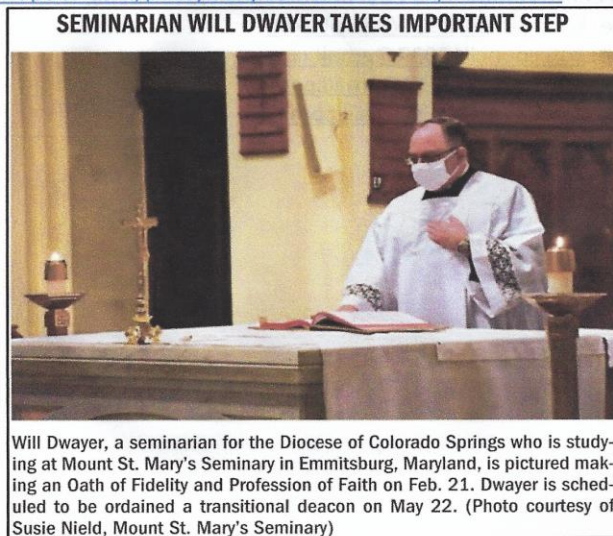 SEMINARIAN WILL DWAYER TAKES IMPORTANT STEP
Will Dwayer, a seminarian for the Diocese of Colorado Springs who is study-
ing at Mount St. Mary's Seminary in Emmitsburg, Maryland, is pictured mak-
ing an Oath of Fidelity and Profession of Faith on Feb. 21. Dwayer is sched-
uled to be ordained a transitional deacon on May 22. (Photo courtesy of
Susie Nield, Mount St. Mary's Seminary)